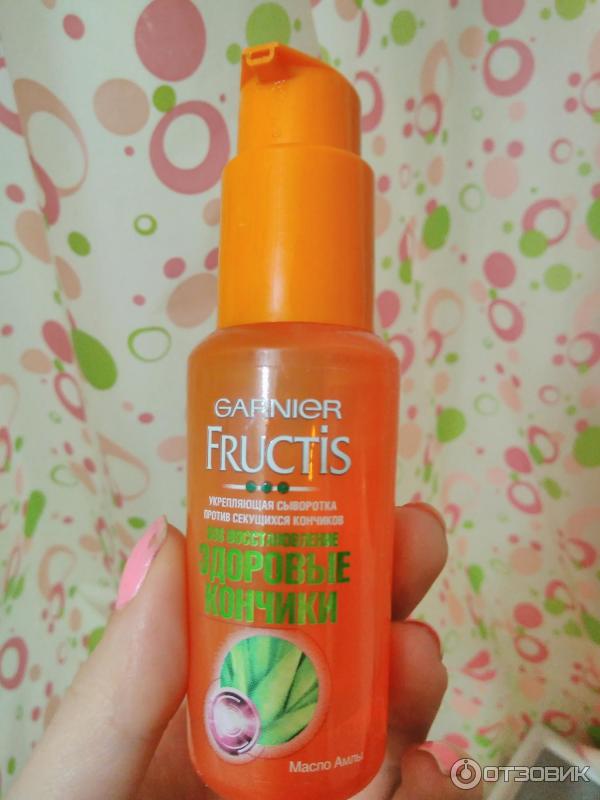 GARNIER
FRUCTIS
УКРЕПЛЯЮЩАЯ СЫВОРОТКА
ПРОТИВ СЕКУЩИХСЯ КОНЧИКОВ
SOS ВОССТАНОВЛЕНИЕ
ЗДОРОВЫЕ
КОНЧИКИ
C
Масло Амлы
ОТЗОВИК